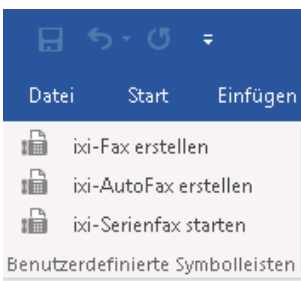 Datei Start Einfügen
ixi-Fax erstellen
ixi-AutoFax erstellen
ixi-Serienfax starten
Benutzerdefinierte Symbolleisten